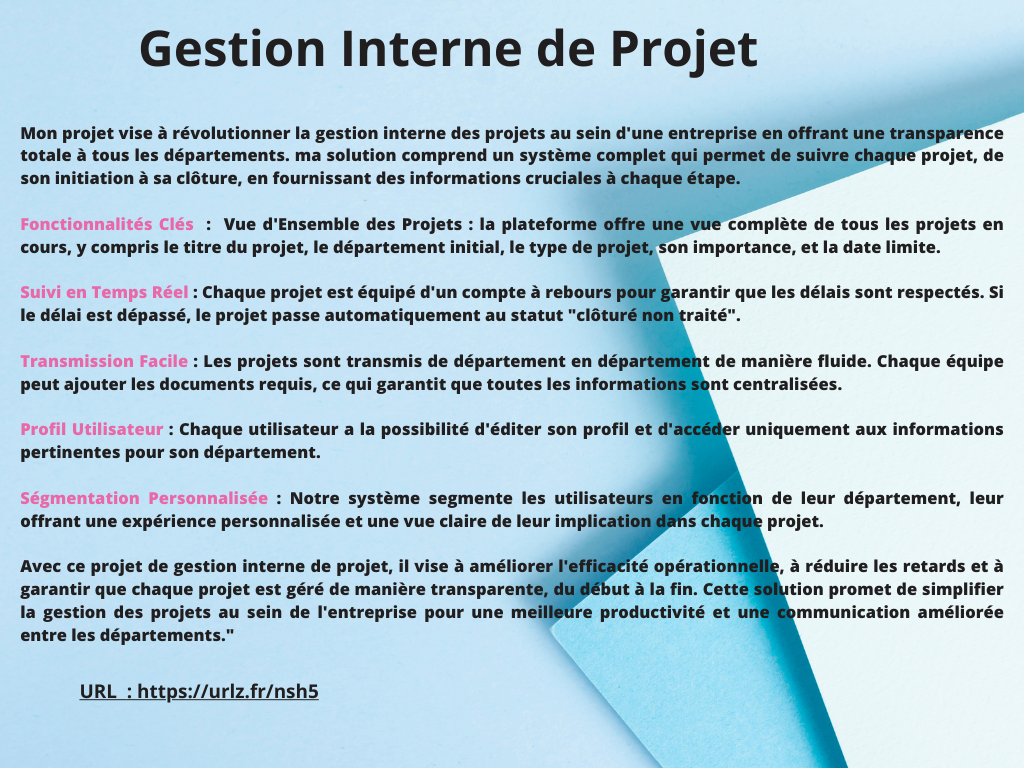 Gestion Interne de Projet
Mon projet vise à révolutionner la gestion interne des projets au sein d'une entreprise en offrant une transparence
totale à tous les départements. ma solution comprend un système complet qui permet de suivre chaque projet, de
son initiation à sa clôture, en fournissant des informations cruciales à chaque étape.
Fonctionnalités Clés : Vue d'Ensemble des Projets : la plateforme offre une vue complète de tous les projets en
cours, y compris le titre du projet, le département initial, le type de projet, son importance, et la date limite.
Suivi en Temps Réel : Chaque projet est équipé d'un compte à rebours pour garantir que les délais sont respectés. Si
le délai est dépassé, le projet passe automatiquement au statut "clôturé non traité".
Transmission Facile : Les projets sont transmis de département en département de manière fluide. Chaque équipe
peut ajouter les documents requis, ce qui garantit que toutes les informations sont centralisées.
Profil Utilisateur : Chaque utilisateur a la possibilité d'éditer son profil et d'accéder uniquement aux informations
pertinentes pour son département.
Ségmentation Personnalisée : Notre système segmente les utilisateurs en fonction de leur département, leur
offrant une expérience personnalisée et une vue claire de leur implication dans chaque projet.
Avec ce projet de gestion interne de projet, il vise à améliorer l'efficacité opérationnelle, à réduire les retards et à
garantir que chaque projet est géré de manière transparente, du début à la fin. Cette solution promet de simplifier
la gestion des projets au sein de l'entreprise pour une meilleure productivité et une communication améliorée
entre les départements."
URL : https://urlz.fr/nsh5